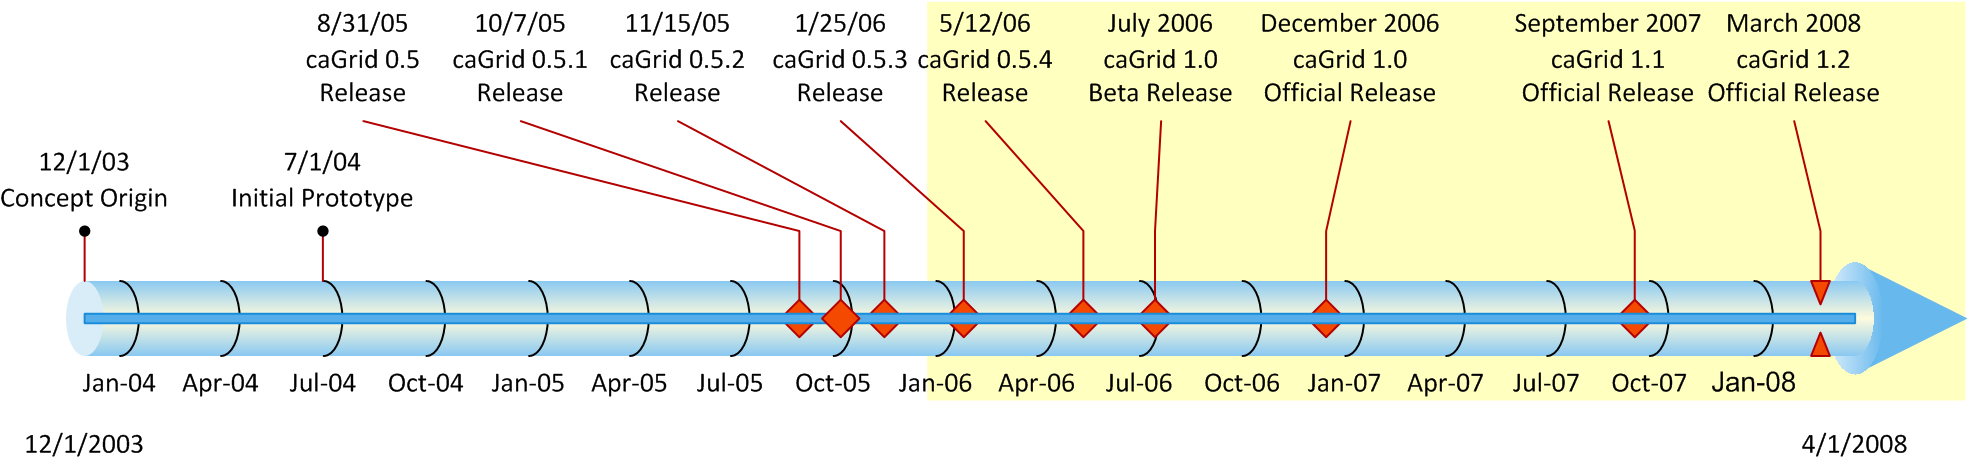 8/31/05
caGrid 0.5
Release
10/7/05
caGrid 0.5.1
Release
11/15/05
caGrid 0.5.2
Release
1/25/06
caGrid 0.5.3
Release
5/12/06
caGrid 0.5.4
Release
July 2006
caGrid 1.0
Beta Release
December 2006
caGrid 1.0
Official Release
September 2007
caGrid 1.1
Official Release
March 2008
caGrid 1.2
Official Release
12/1/03
Concept Origin
7/1/04
Initial Prototype
Jan-04 Apr-04 Jul-04 Oct-04 Jan-05 Apr-05 Jul-05 Oct-05 Jan-06 Apr-06 Jul-06 Oct-06 Jan-07 Apr-07 Jul-07 Oct-07 Jan-08
12/1/2003 4/1/2008